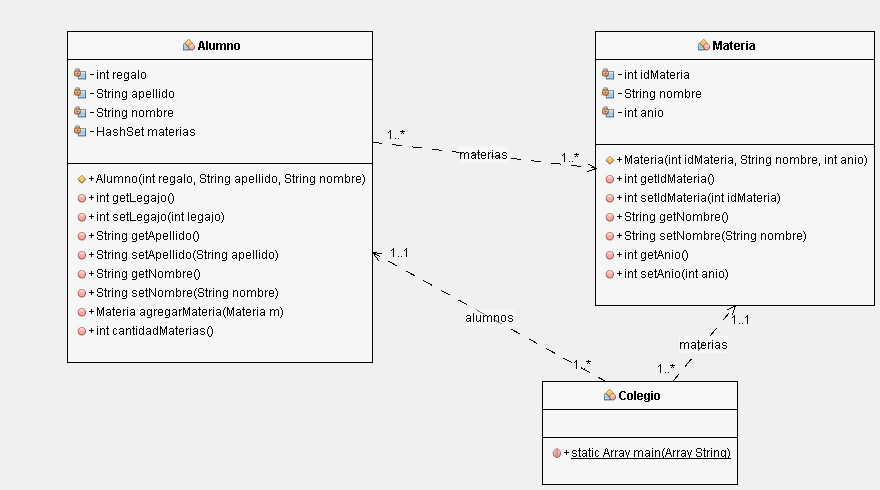 Alumno
- int regalo
- String apellido
- String nombre
- HashSet materias
+ Alumno(int regalo, String apellido, String nombre)
+ int getLegajo()
+ int setLegajo(int legajo)
+ String getApellido()
+ String setApellido(String apellido)
+ String getNombre()
+ String setNombre(String nombre)
+ Materia agregarMateria(Materia m)
+ int cantidadMaterias()
1..*
materias
1..*
Materia
- int idMateria
- String nombre
- int anio
+ Materia(int idMateria, String nombre, int anio)
+ int getIdMateria()
+ int setIdMateria(int idMateria)
+ String getNombre()
+ String setNombre(String nombre)
+ int getAnio()
+ int setAnio(int anio)
1..1
alumnos
1..*
1..1
materias
1..*
Colegio
+ static Array main(Array String)